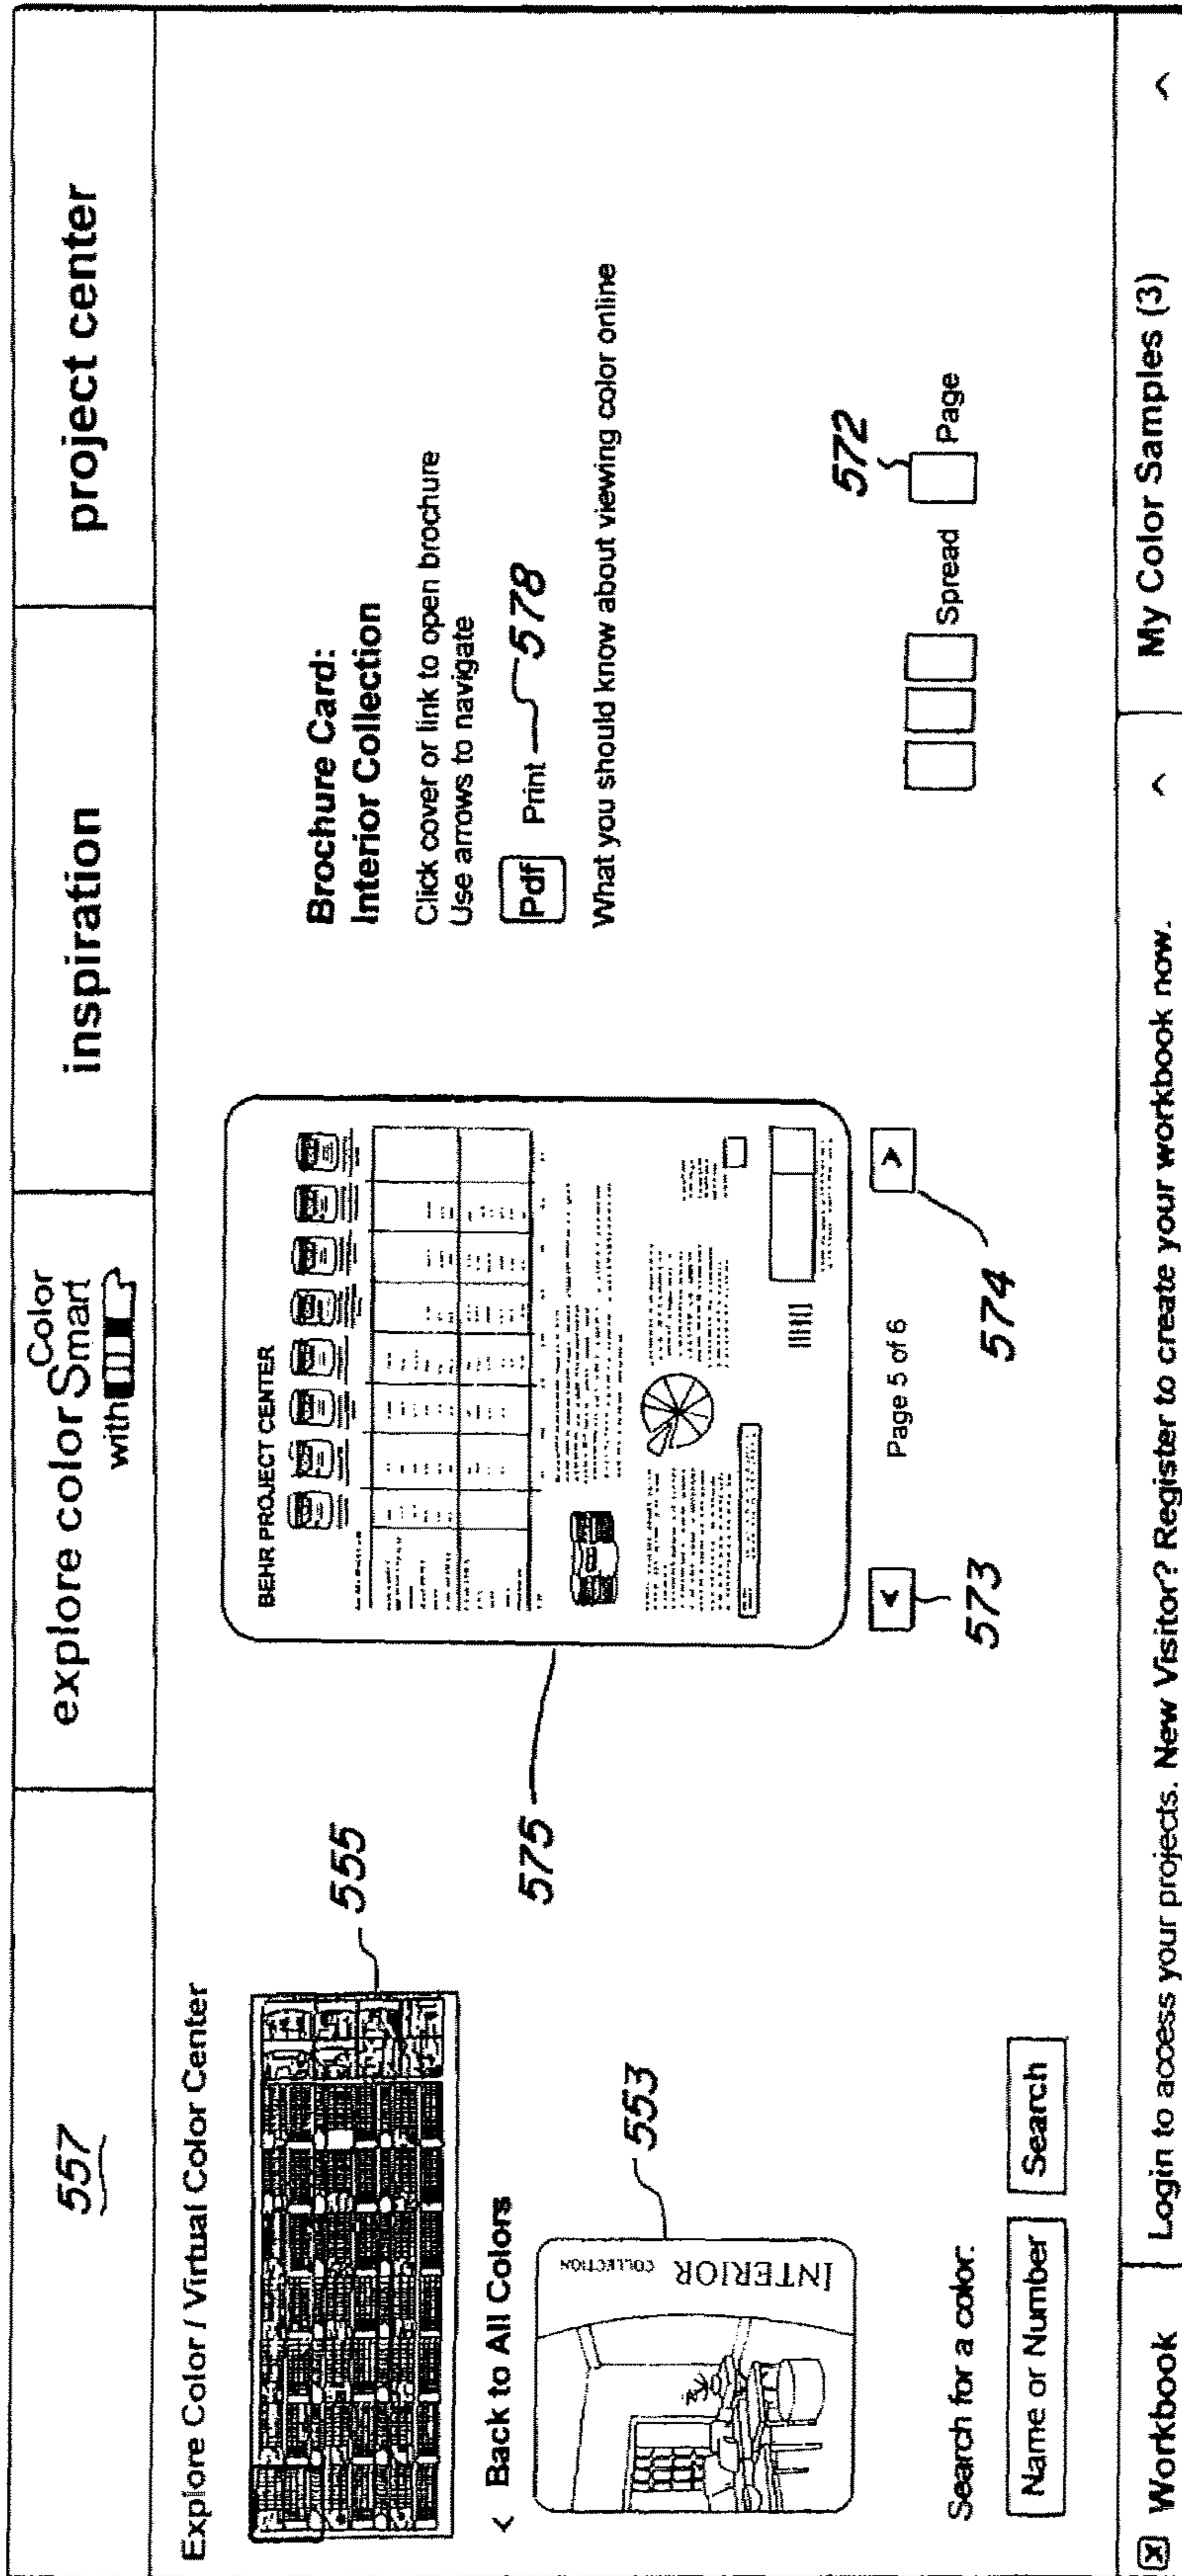 557
explore color
with
Color
Smart
inspiration
project center
Explore Color / Virtual Color Center
555
< Back to All Colors
553
INTERIOR
COLLECTION
Search for a color:
Name or Number
Search
575
BEHR PROJECT CENTER
<
Page 5 of 6
>
573
574
Brochure Card:
Interior Collection
Click cover or link to open brochure
Use arrows to navigate
Pdf
Print
578
What you should know about viewing color online
572
Spread
Page
x Workbook
Login to access your projects. New Visitor? Register to create your workbook now.
^
My Color Samples (3)
^